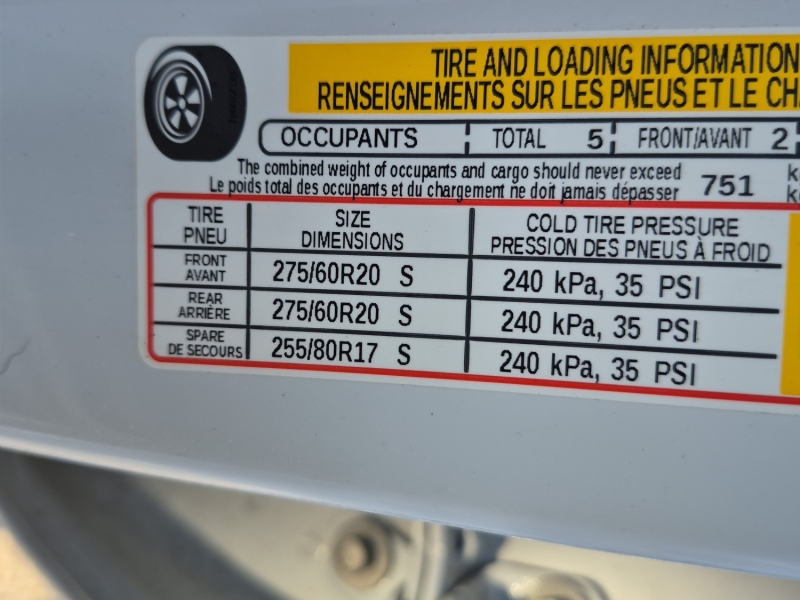 TIRE AND LOADING INFORMATION
RENSEIGNEMENTS SUR LES PNEUS ET LE
OCCUPANTS TOTAL 5 FRONT/AVANT 2
The combined weight of occupants and cargo should never exceed
Le poids total des occupants et du chargement ne doit jamais dépasser
751
TIRE
PNEU
SIZE
DIMENSIONS
COLD TIRE PRESSURE
PRESSION DES PNEUS À FROID
FRONT
AVANT
275/60R20 S
240 kPa, 35 PSI
REAR
ARRIÈRE
275/60R20 S
240 kPa, 35 PSI
SPARE
DE SECOURS
255/80R17 S
240 kPa, 35 PSI